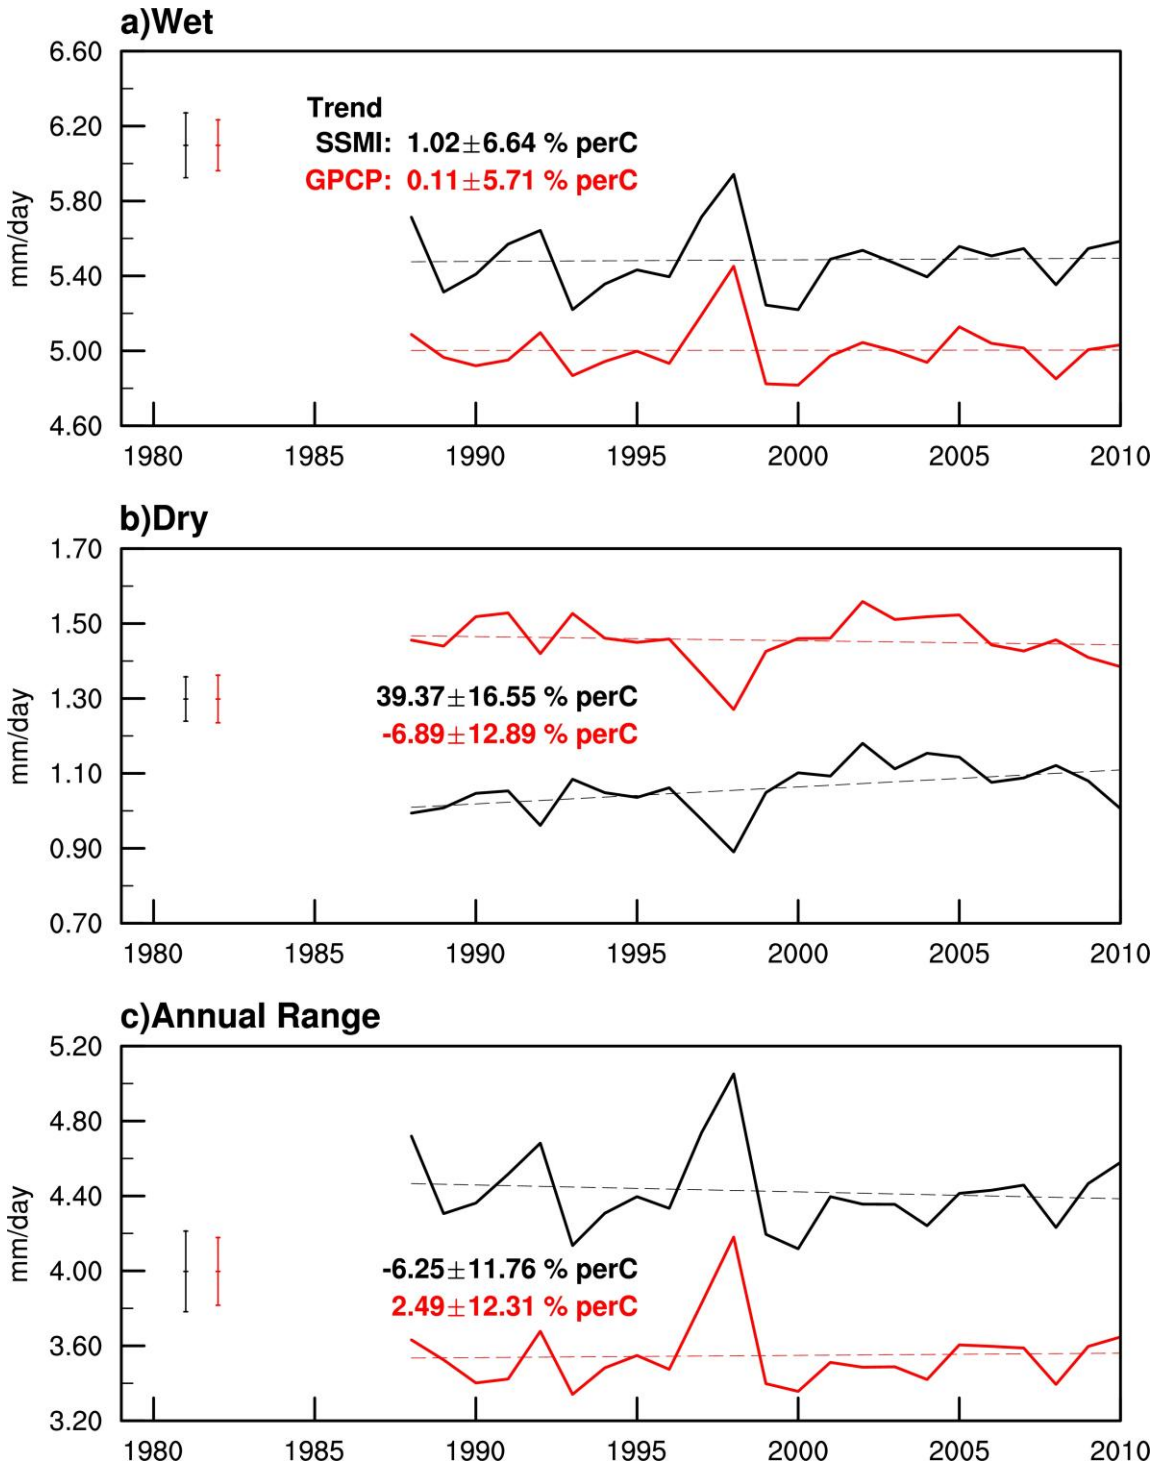 a)Wet
6.60
6.20
5.80
5.40
5.00
4.60
mm/day
Trend
SSMI: 1.02±6.64 % perC
GPCP: 0.11±5.71 % perC
1980 1985 1990 1995 2000 2005 2010
b)Dry
1.70
1.50
1.30
1.10
0.90
0.70
mm/day
39.37±16.55 % perC
-6.89±12.89 % perC
1980 1985 1990 1995 2000 2005 2010
c)Annual Range
5.20
4.80
4.40
4.00
3.60
3.20
mm/day
-6.25±11.76 % perC
2.49±12.31 % perC
1980 1985 1990 1995 2000 2005 2010